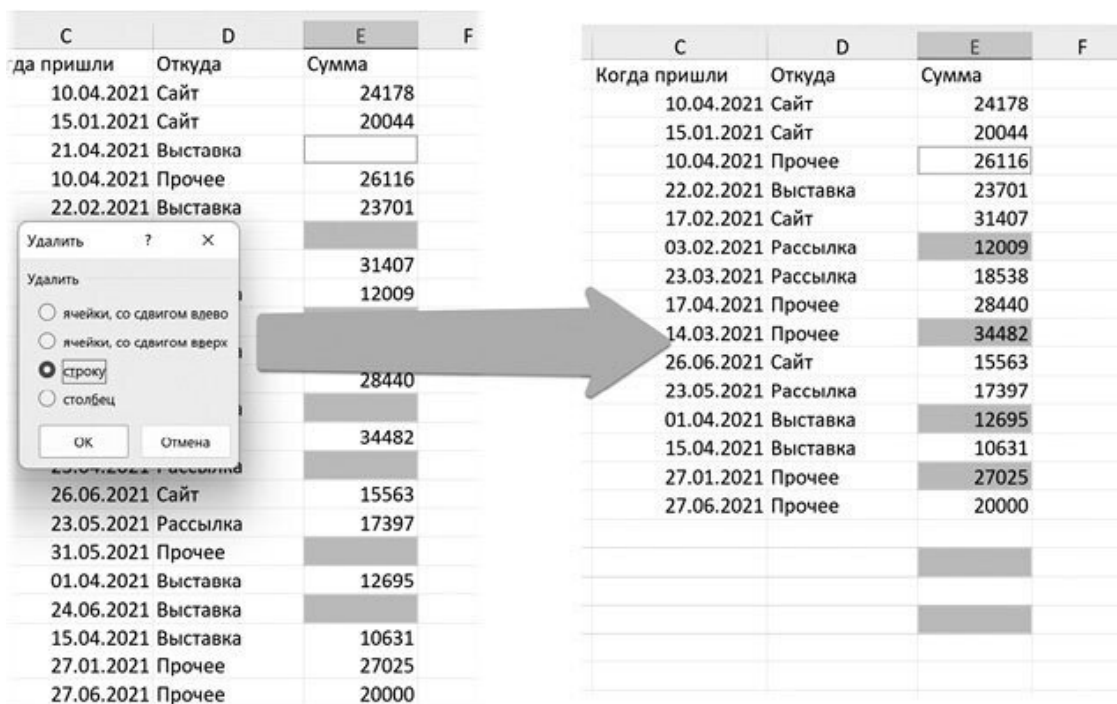 C D E F
гда пришли Откуда Сумма
10.04.2021 Сайт 24178
15.01.2021 Сайт 20044
21.04.2021 Выставка
10.04.2021 Прочее 26116
22.02.2021 Выставка 23701
31407
а 12009
а
28440
а
34482
Рассылка
26.06.2021 Сайт 15563
23.05.2021 Рассылка 17397
31.05.2021 Прочее
01.04.2021 Выставка 12695
24.06.2021 Выставка
15.04.2021 Выставка 10631
27.01.2021 Прочее 27025
27.06.2021 Прочее 20000
Удалить ? ×
Удалить
ячейки, со сдвигом влево
ячейки, со сдвигом вверх
строку
столбец
ОК Отмена
C D E F
Когда пришли Откуда Сумма
10.04.2021 Сайт 24178
15.01.2021 Сайт 20044
10.04.2021 Прочее 26116
22.02.2021 Выставка 23701
17.02.2021 Сайт 31407
03.02.2021 Рассылка 12009
23.03.2021 Рассылка 18538
17.04.2021 Прочее 28440
14.03.2021 Прочее 34482
26.06.2021 Сайт 15563
23.05.2021 Рассылка 17397
01.04.2021 Выставка 12695
15.04.2021 Выставка 10631
27.01.2021 Прочее 27025
27.06.2021 Прочее 20000